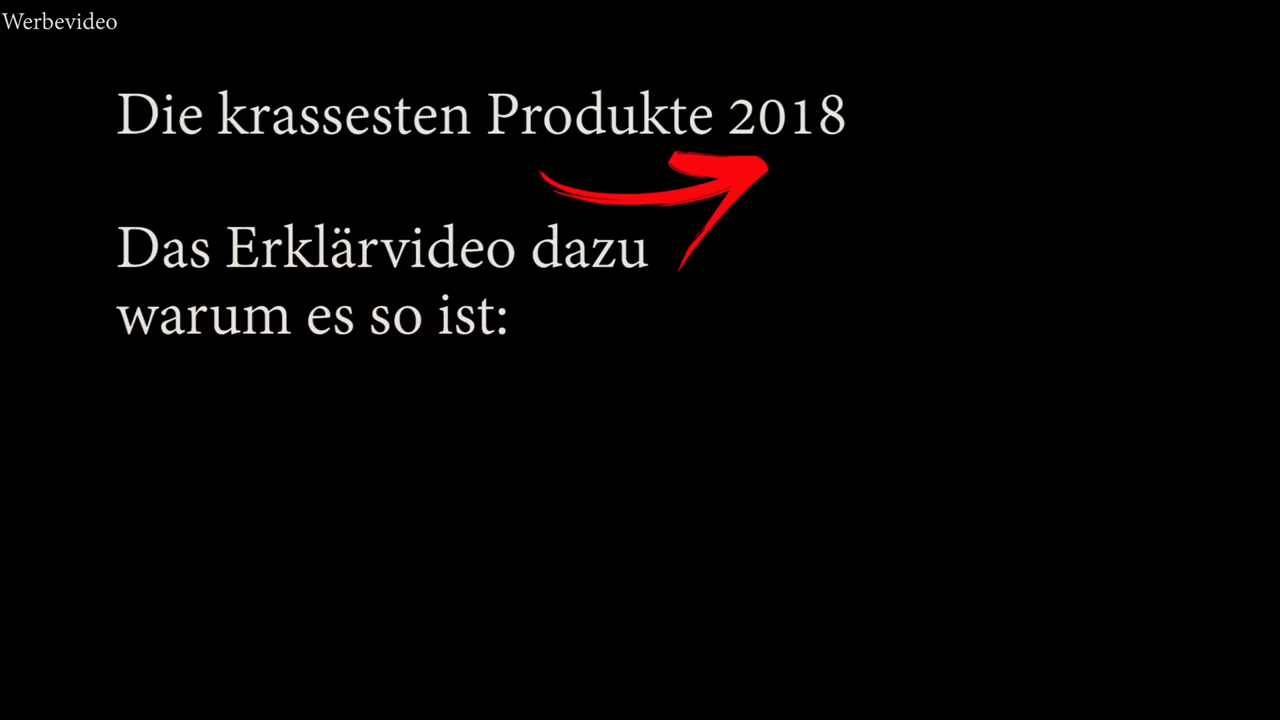 Werbevideo
Die krassesten Produkte 2018
Das Erklärvideo dazu
warum es so ist: